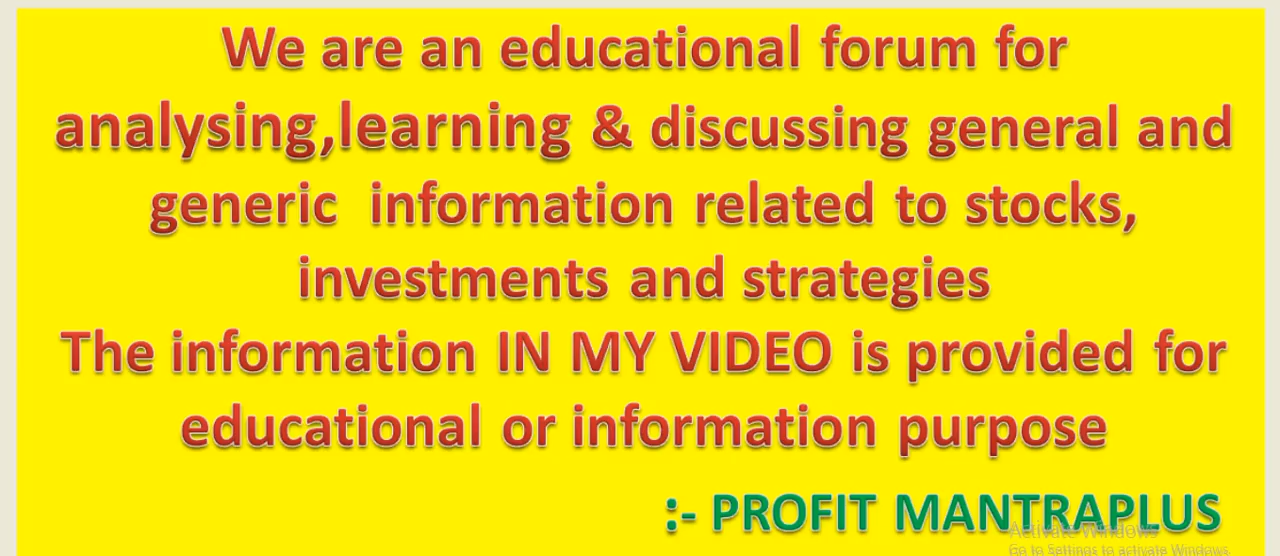 We are an educational forum for
analysing,learning & discussing general and
generic information related to stocks,
investments and strategies
The information IN MY VIDEO is provided for
educational or information purpose
:- PROFIT MANTRAPLUS
Activate Windows
Go to Settings to activate Windows.